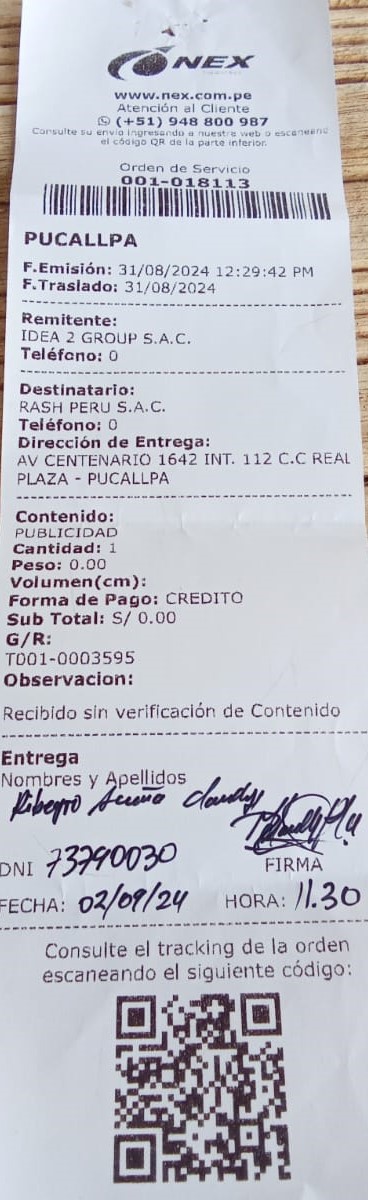 NEX
www.nex.com.pe
Atención al Cliente
(+51) 948 800 987
Consulte su envio ingresando a nuestra web o escaneand
el código QR de la parte inferior.
Orden de Servicio
001-018113
PUCALLPA
F.Emisión: 31/08/2024 12:29:42 PM
F.Traslado: 31/08/2024
Remitente:
IDEA 2 GROUP S.A.C.
Teléfono: 0
Destinatario:
RASH PERU S.A.C.
Teléfono: 0
Dirección de Entrega:
AV CENTENARIO 1642 INT. 112 C.C REAL
PLAZA - PUCALLPA
Contenido:
PUBLICIDAD
Cantidad: 1
Peso: 0.00
Volumen(cm):
Forma de Pago: CREDITO
Sub Total: S/ 0.00
G/R:
T001-0003595
Observacion:
Recibido sin verificación de Contenido
Entrega
Nombres y Apellidos
DNI 73790030
FIRMA
FECHA: 02/09/24 HORA: 11.30
Consulte el tracking de la orden
escaneando el siguiente código: